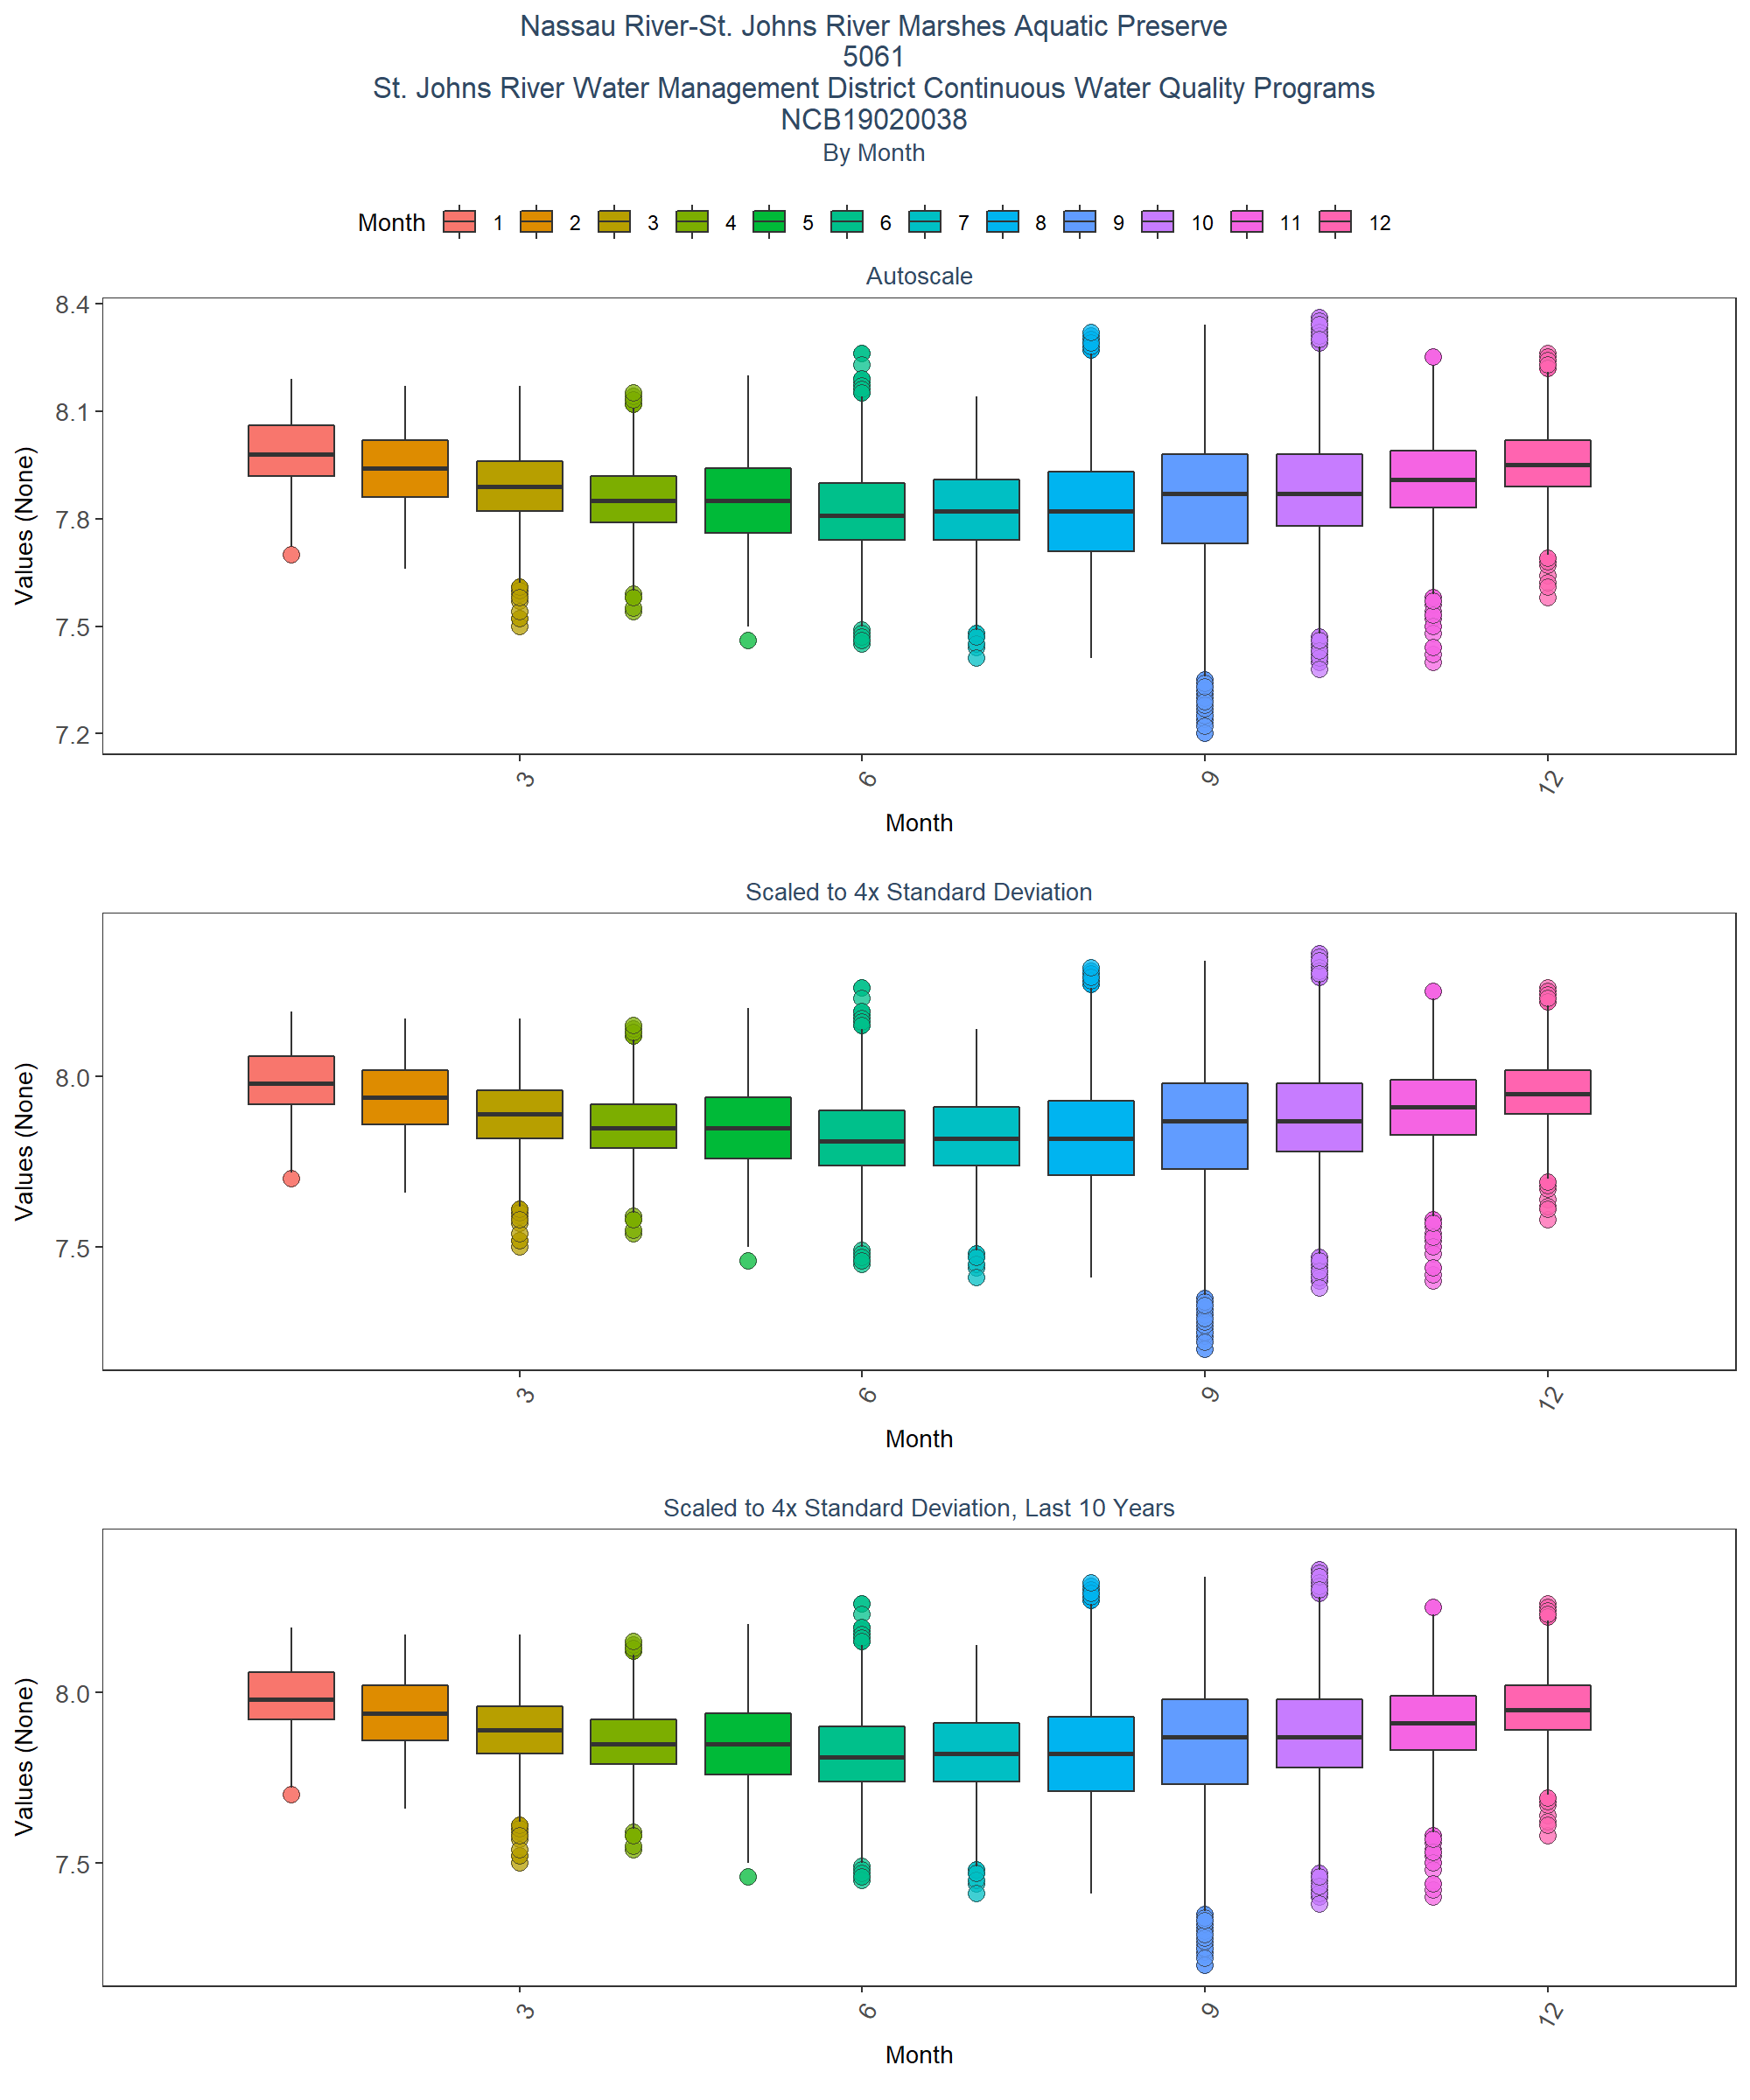 Nassau River-St. Johns River Marshes Aquatic Preserve
5061
St. Johns River Water Management District Continuous Water Quality Programs
NCB19020038
By Month
Month 1 2 3 4 5 6 7 8 9 10 11 12
Autoscale
Values (None)
8.4
8.1
7.8
7.5
7.2
3 6 9 12
Month
Scaled to 4x Standard Deviation
Values (None)
8.0
7.5
3 6 9 12
Month
Scaled to 4x Standard Deviation, Last 10 Years
Values (None)
8.0
7.5
3 6 9 12
Month